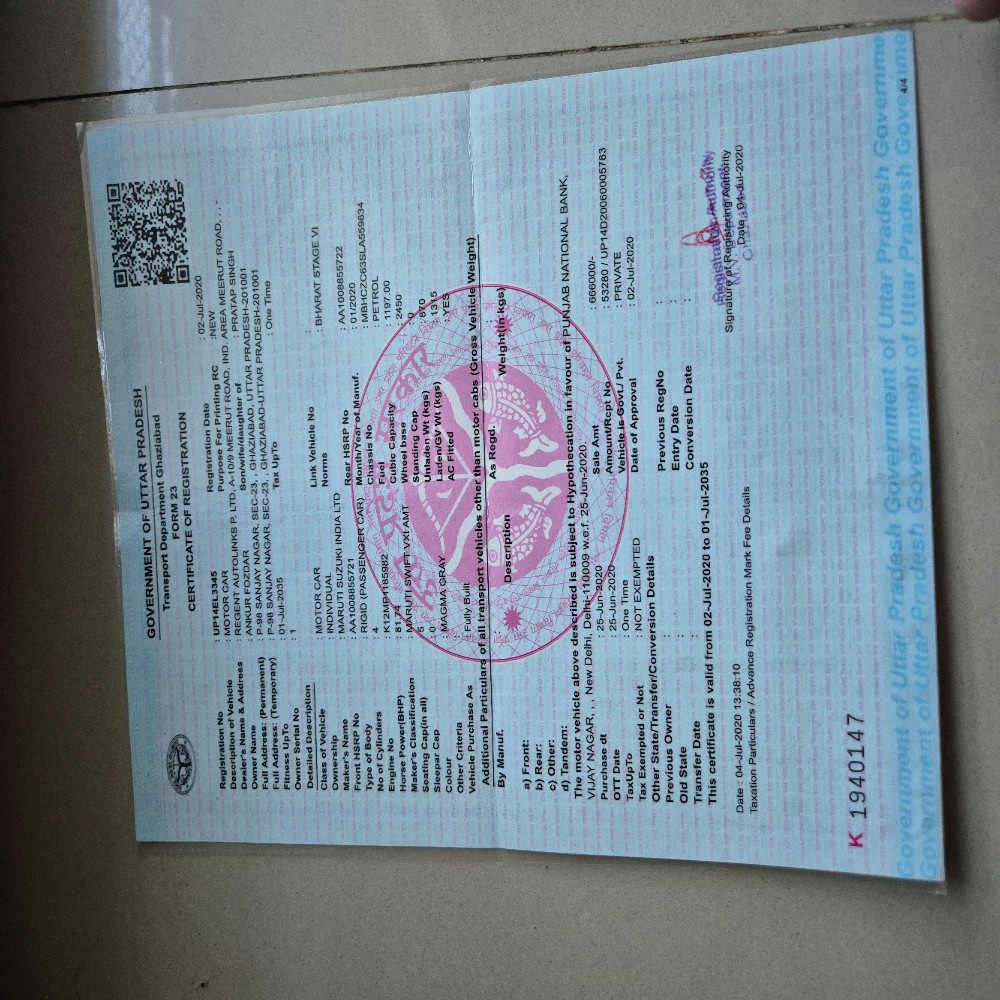 GOVERNMENT OF UTTAR PRADESH
Transport Department Ghaziabad
FORM 23
CERTIFICATE OF REGISTRATION
Registration No : UP14EL3345 Registration Date : 02-Jul-2020
Description of Vehicle : MOTOR CAR Purpose For Printing RC : NEW
Dealer's Name & Address : REGENT AUTOLINKS P. LTD, A-10/9 MEERUT ROAD, IND. AREA MEERUT ROAD, , , -
Owner Name : ANKUR FOZDAR Son/wife/daughter of : PRATAP SINGH
Full Address: (Permanent) : P-98 SANJAY NAGAR, SEC-23, , GHAZIABAD, UTTAR PRADESH-201001
Full Address: (Temporary) : P-98 SANJAY NAGAR, SEC-23, , GHAZIABAD-UTTAR PRADESH-201001
Fitness UpTo : 01-Jul-2035 Tax UpTo : One Time
Owner Serial No : 1
Detailed Description
Class of Vehicle : MOTOR CAR Link Vehicle No :
Ownership : INDIVIDUAL Norms : BHARAT STAGE VI
Maker's Name : MARUTI SUZUKI INDIA LTD
Front HSRP No : AA1008855721 Rear HSRP No : AA1008855722
Type of Body : RIGID (PASSENGER CAR) Month/Year of Manuf. : 01/2020
No of Cylinders : 4 Chassis No. : MBHCZC63SLA559634
Engine No : K12MP1185982 Fuel : PETROL
Horse Power(BHP) : 81.74 Cubic Capacity : 1197.00
Maker's Classification : MARUTI SWIFT VXI AMT Wheel base : 2450
Seating Cap(in all) : 5 Standing Cap : 0
Sleepar Cap : 0 Unladen Wt (kgs) : 870
Colour : MAGMA GRAY Laden/GV Wt (kgs) : 1315
Other Criteria : AC Fitted : YES
Vehicle Purchase As : Fully Built
Additional Particulars of all transport vehicles other than motor cabs (Gross Vehicle Weight)
By Manuf. As Regd.
Description Weight(in kgs)
a) Front:
b) Rear:
c) Other:
d) Tandem:
The motor vehicle above described is subject to Hypothecation in favour of PUNJAB NATIONAL BANK,
VIJAY NAGAR, , , New Delhi, Delhi-110009 w.e.f. 25-Jun-2020.
Purchase dt : 25-Jun-2020 Sale Amt : 666000/-
OTT Date : 25-Jun-2020 Amount/Rcpt No : 53280 / UP14D20060005783
TaxUpTo : One Time Vehicle is Govt./ Pvt. : PRIVATE
Tax Exempted or Not : NOT EXEMPTED Date of Approval : 02-Jul-2020
Other State/Transfer/Conversion Details
Previous Owner : Previous RegNo :
Old State : Entry Date :
Transfer Date : Conversion Date :
This certificate is valid from 02-Jul-2020 to 01-Jul-2035
Signature of Registering Authority
Date : 04-Jul-2020 13:38:10 Date : 04-Jul-2020
Taxation Particulars / Advance Registration Mark Fee Details
K 1940147
Government of Uttar Pradesh Government of Uttar Pradesh Governme
4/4